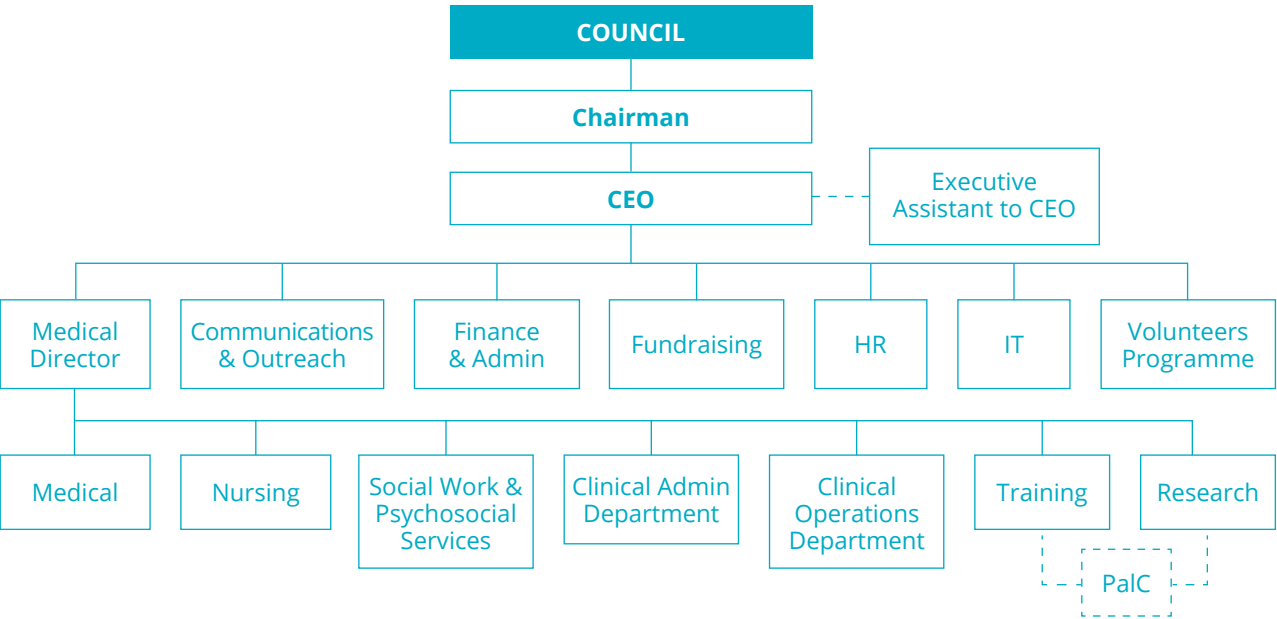 COUNCIL
Chairman
CEO
Executive
Assistant to CEO
Medical
Director
Communications
& Outreach
Finance
& Admin
Fundraising
HR
IT
Volunteers
Programme
Medical
Nursing
Social Work &
Psychosocial
Services
Clinical Admin
Department
Clinical
Operations
Department
Training
Research
PalC